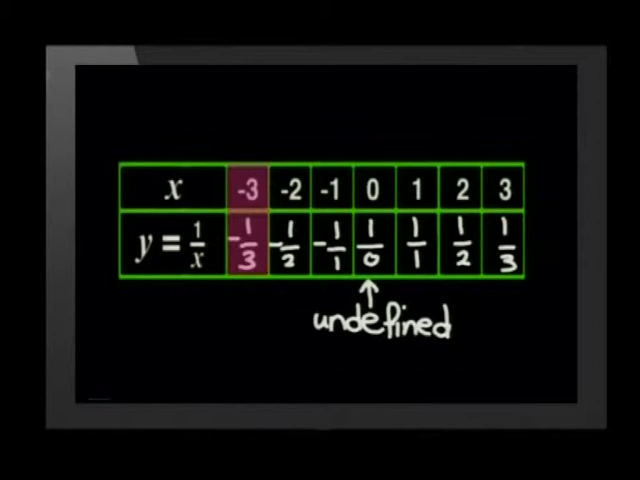 x -3 -2 -1 0 1 2 3
y = 1/x -1/3 -1/2 -1/1 1/0 1/1 1/2 1/3
undefined